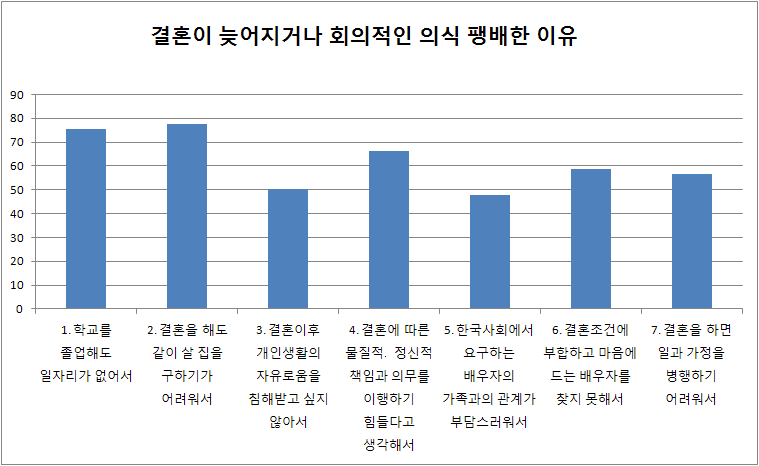 결혼이 늦어지거나 회의적인 의식 팽배한 이유
90
80
70
60
50
40
30
20
10
0
1. 학교를
졸업해도
일자리가 없어서
2. 결혼을 해도
같이 살 집을
구하기가
어려워서
3. 결혼이후
개인생활의
자유로움을
침해받고 싶지
않아서
4. 결혼에 따른
물질적. 정신적
책임과 의무를
이행하기
힘들다고
생각해서
5. 한국사회에서
요구하는
배우자의
가족과의 관계가
부담스러워서
6. 결혼조건에
부합하고 마음에
드는 배우자를
찾지 못해서
7. 결혼을 하면
일과 가정을
병행하기
어려워서